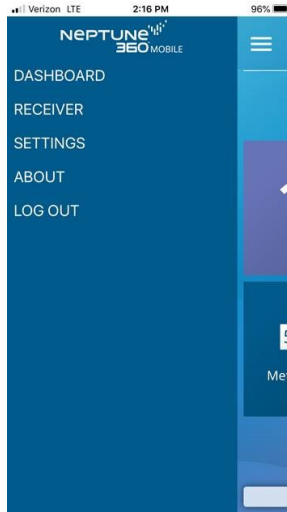 Verizon LTE 2:16 PM 96%
NEPTUNE
360 MOBILE
DASHBOARD
RECEIVER
SETTINGS
ABOUT
LOG OUT